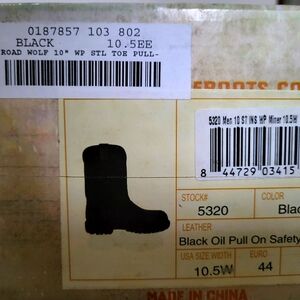 0187857 103 802
BLACK 10.5EE
ROAD WOLF 10" WP STL TOE PULL-
5320 Men 10 ST INS WP Miner 10.5H
8 44729 03415
STOCK# COLOR
5320 Blac
LEATHER
Black Oil Pull On Safety
USA SIZE WIDTH EURO
10.5W 44
MADE IN CHINA